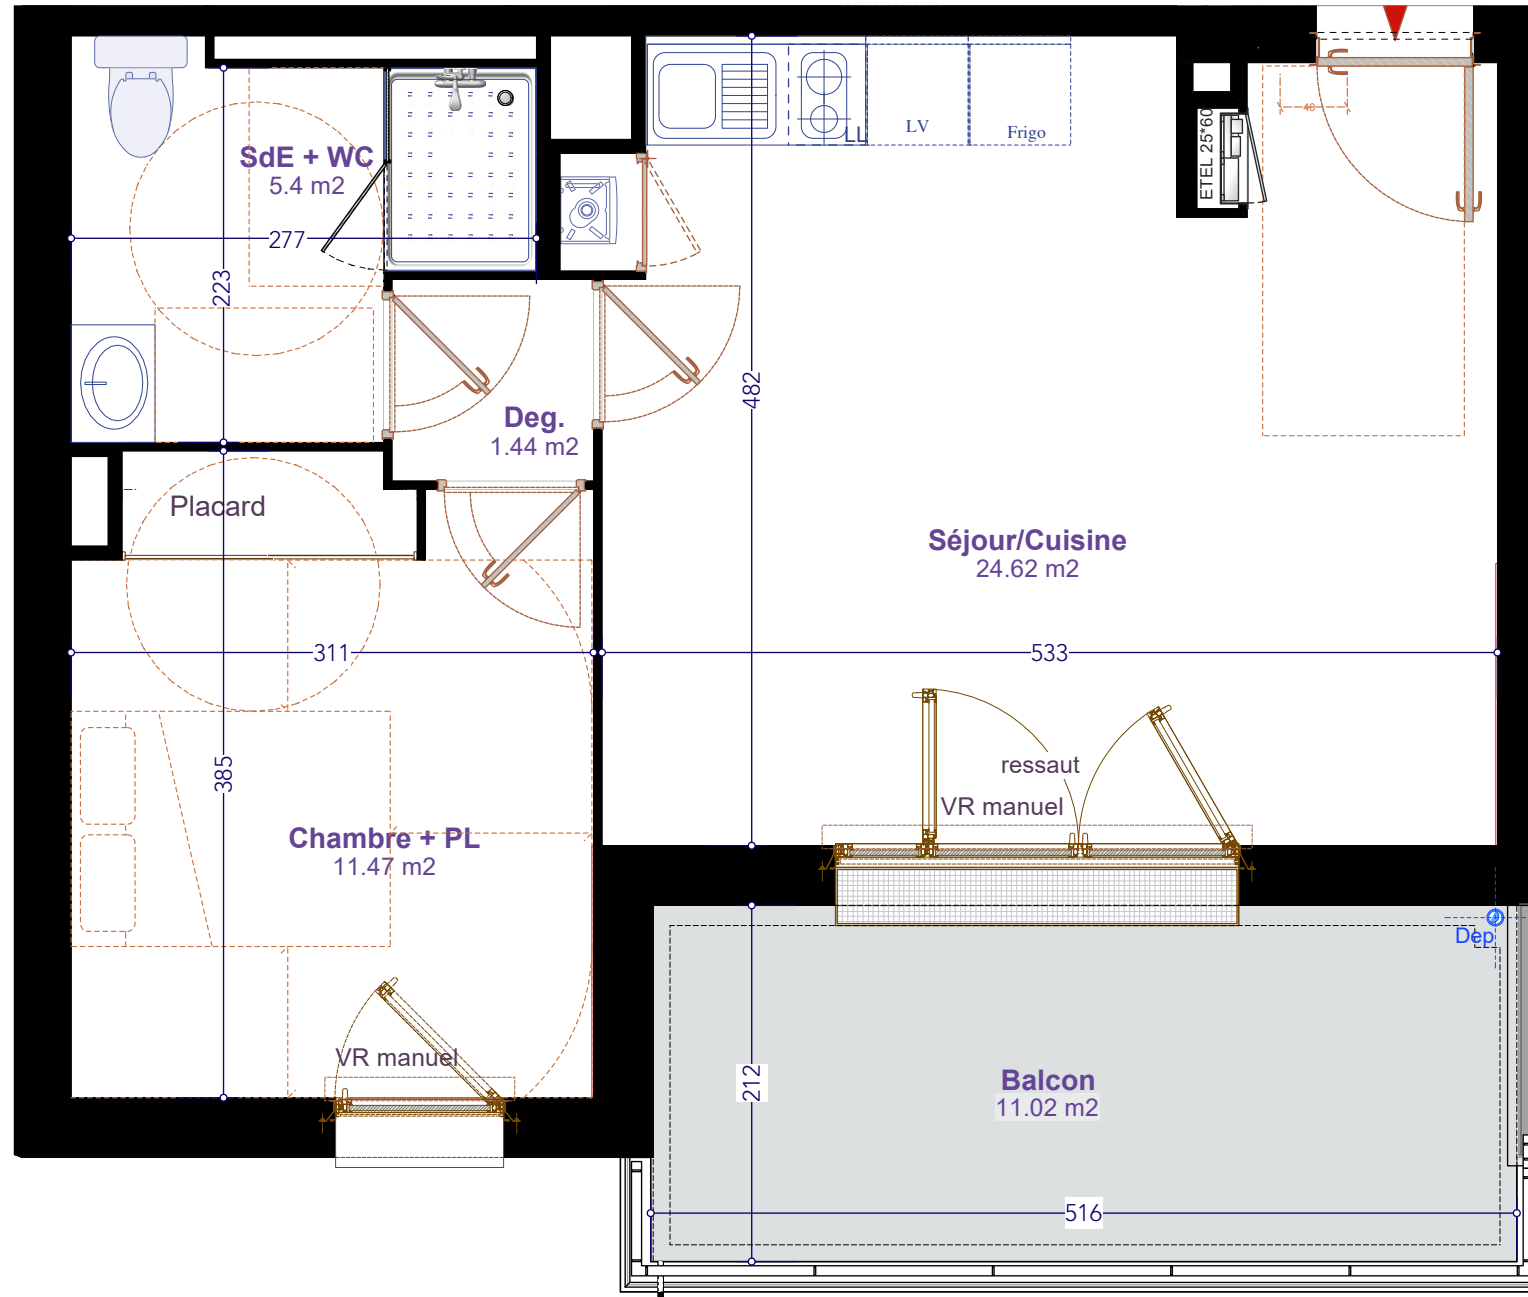 40
LL
LV
Frigo
ETEL 25*60
SdE + WC
5.4 m2
277
223
482
Deg.
1.44 m2
Placard
Séjour/Cuisine
24.62 m2
311
533
385
ressaut
VR manuel
Chambre + PL
11.47 m2
Dep
VR manuel
212
Balcon
11.02 m2
516